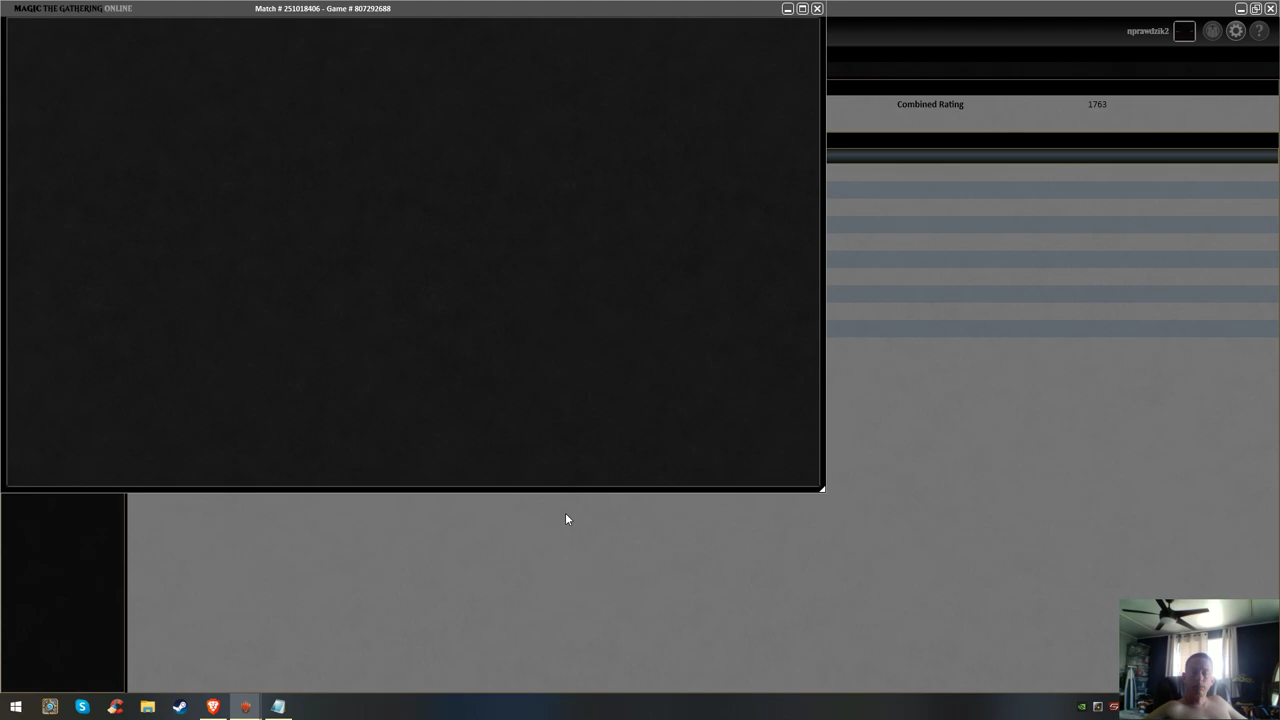 MAGIC THE GATHERING ONLINE
Match # 251018406 - Game # 807292688
nprawdzik2
Combined Rating 1763